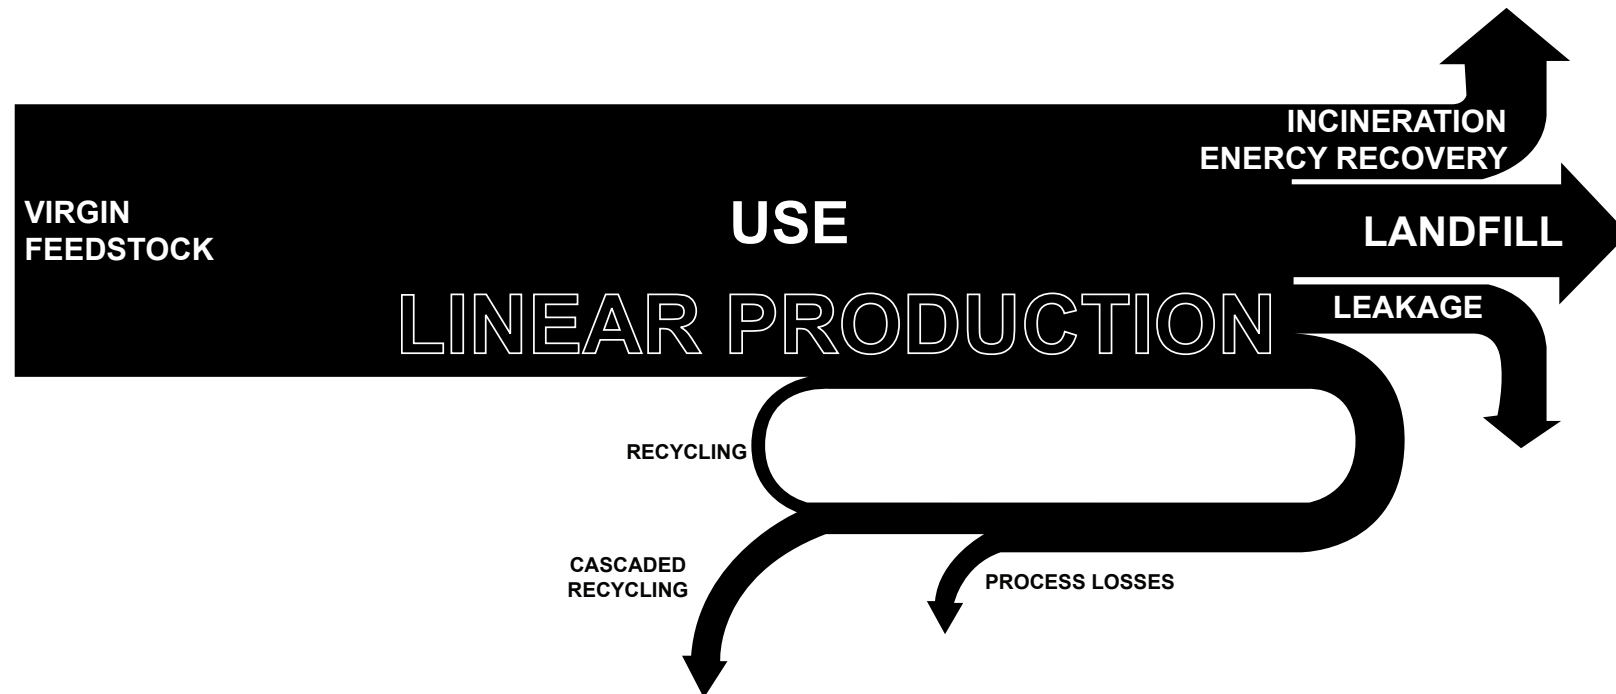 INCINERATION
ENERCY RECOVERY
VIRGIN
FEEDSTOCK
USE
LANDFILL
LINEAR PRODUCTION
LEAKAGE
RECYCLING
CASCADED
RECYCLING
PROCESS LOSSES